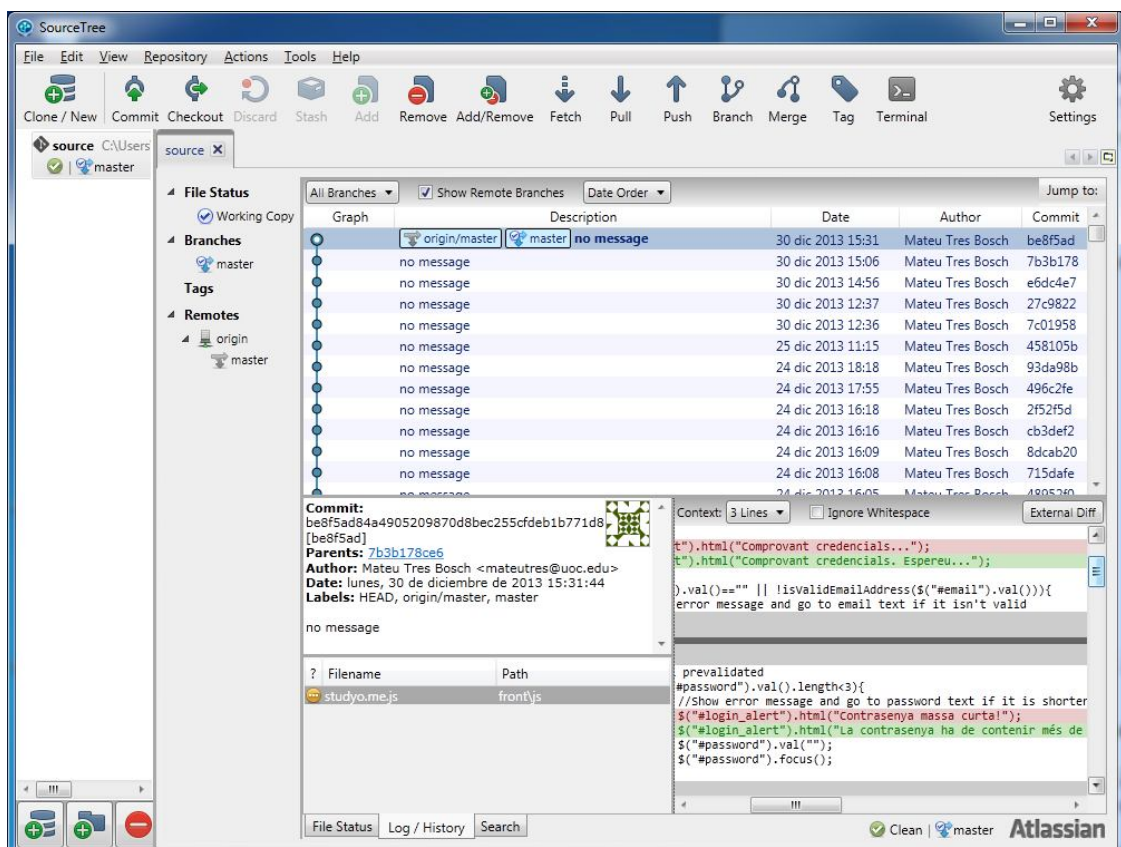 SourceTree
File Edit View Repository Actions Tools Help
Clone / New Commit Checkout Discard Stash Add Remove Add/Remove Fetch Pull Push Branch Merge Tag Terminal Settings
source C:\Users
master
source
File Status
Working Copy
Branches
master
Tags
Remotes
origin
master
All Branches Show Remote Branches Date Order Jump to:
Graph Description Date Author Commit
origin/master master no message 30 dic 2013 15:31 Mateu Tres Bosch be8f5ad
no message 30 dic 2013 15:06 Mateu Tres Bosch 7b3b178
no message 30 dic 2013 14:56 Mateu Tres Bosch e6dc4e7
no message 30 dic 2013 12:37 Mateu Tres Bosch 27c9822
no message 30 dic 2013 12:36 Mateu Tres Bosch 7c01958
no message 25 dic 2013 11:15 Mateu Tres Bosch 458105b
no message 24 dic 2013 18:18 Mateu Tres Bosch 93da98b
no message 24 dic 2013 17:55 Mateu Tres Bosch 496c2fe
no message 24 dic 2013 16:18 Mateu Tres Bosch 2f52f5d
no message 24 dic 2013 16:16 Mateu Tres Bosch cb3def2
no message 24 dic 2013 16:09 Mateu Tres Bosch 8dcab20
no message 24 dic 2013 16:08 Mateu Tres Bosch 715dafe
no message 24 dic 2013 16:05 Mateu Tres Bosch 48952f0
Commit:
be8f5ad84a4905209870d8bec255cfdeb1b771d8
[be8f5ad]
Parents: 7b3b178ce6
Author: Mateu Tres Bosch <mateutres@uoc.edu>
Date: lunes, 30 de diciembre de 2013 15:31:44
Labels: HEAD, origin/master, master
no message
? Filename Path
studyo.me.js front\js
Context: 3 Lines Ignore Whitespace External Diff
t").html("Comprovant credencials...");
t").html("Comprovant credencials. Espereu...");
).val()=="" || !isValidEmailAddress($("#email").val())){
error message and go to email text if it isn't valid
prevalidated
#password").val().length<3){
//Show error message and go to password text if it is shorter
$("#login_alert").html("Contrasenya massa curta!");
$("#login_alert").html("La contrasenya ha de contenir més de
$("#password").val("");
$("#password").focus();
File Status Log / History Search
Clean | master Atlassian